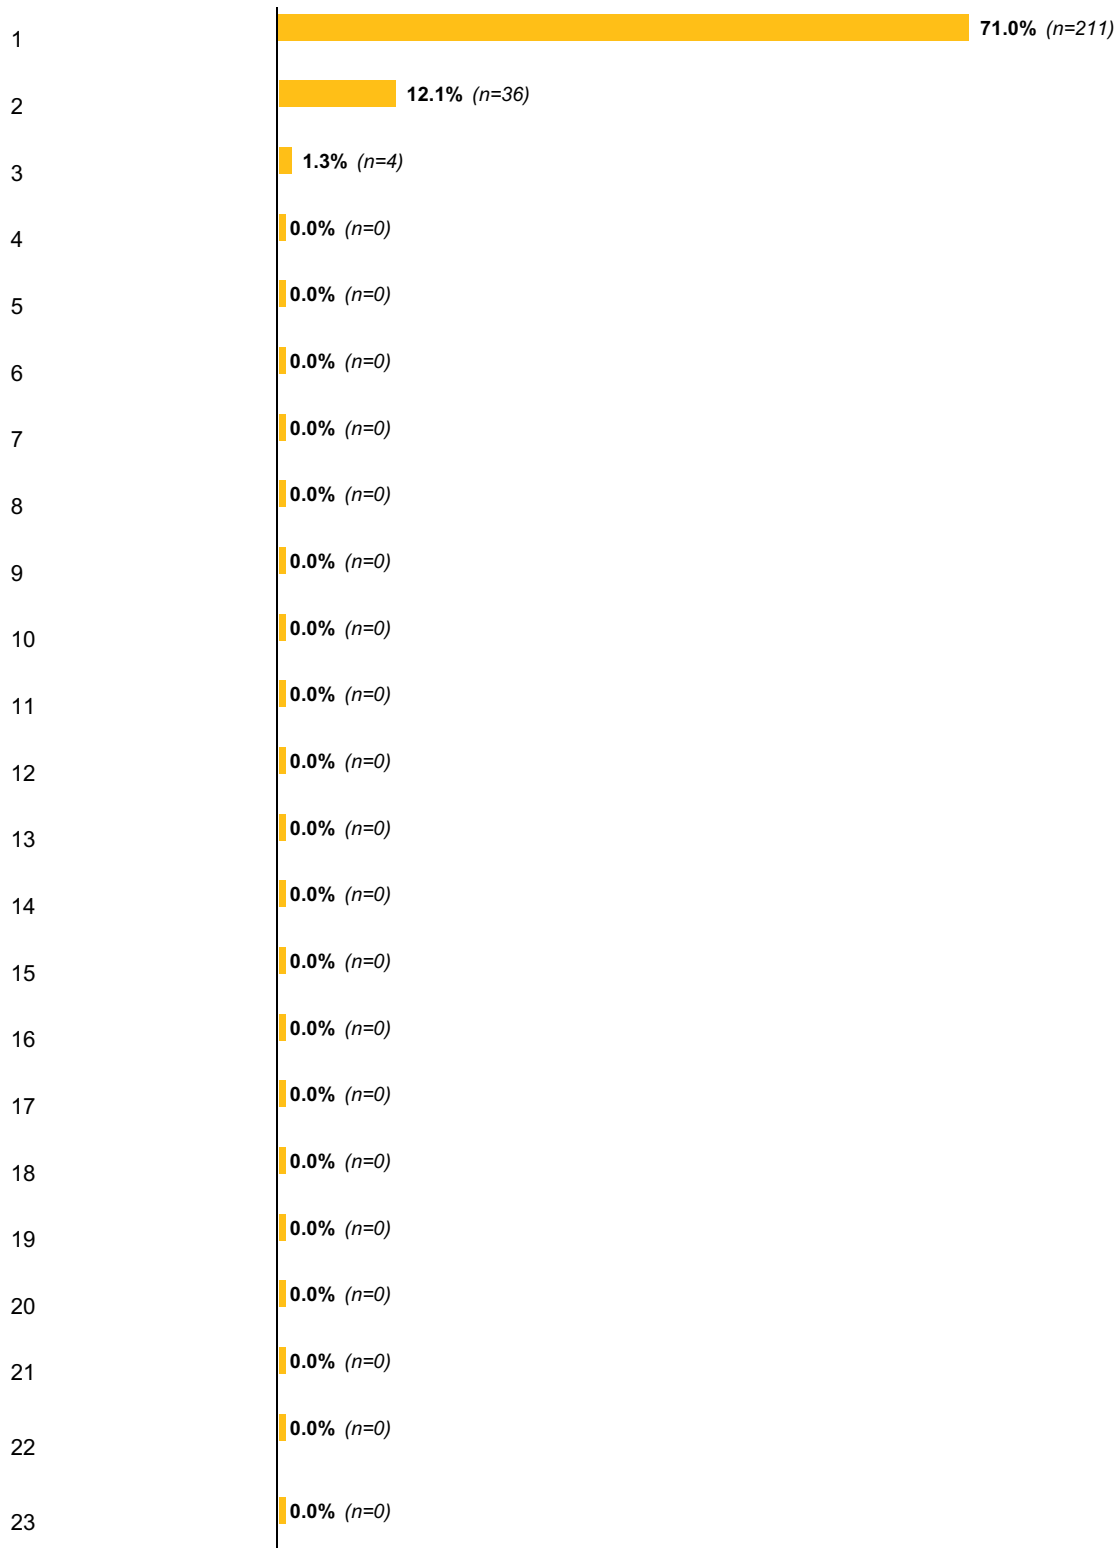 1 71.0% (n=211)
2 12.1% (n=36)
3 1.3% (n=4)
4 0.0% (n=0)
5 0.0% (n=0)
6 0.0% (n=0)
7 0.0% (n=0)
8 0.0% (n=0)
9 0.0% (n=0)
10 0.0% (n=0)
11 0.0% (n=0)
12 0.0% (n=0)
13 0.0% (n=0)
14 0.0% (n=0)
15 0.0% (n=0)
16 0.0% (n=0)
17 0.0% (n=0)
18 0.0% (n=0)
19 0.0% (n=0)
20 0.0% (n=0)
21 0.0% (n=0)
22 0.0% (n=0)
23 0.0% (n=0)